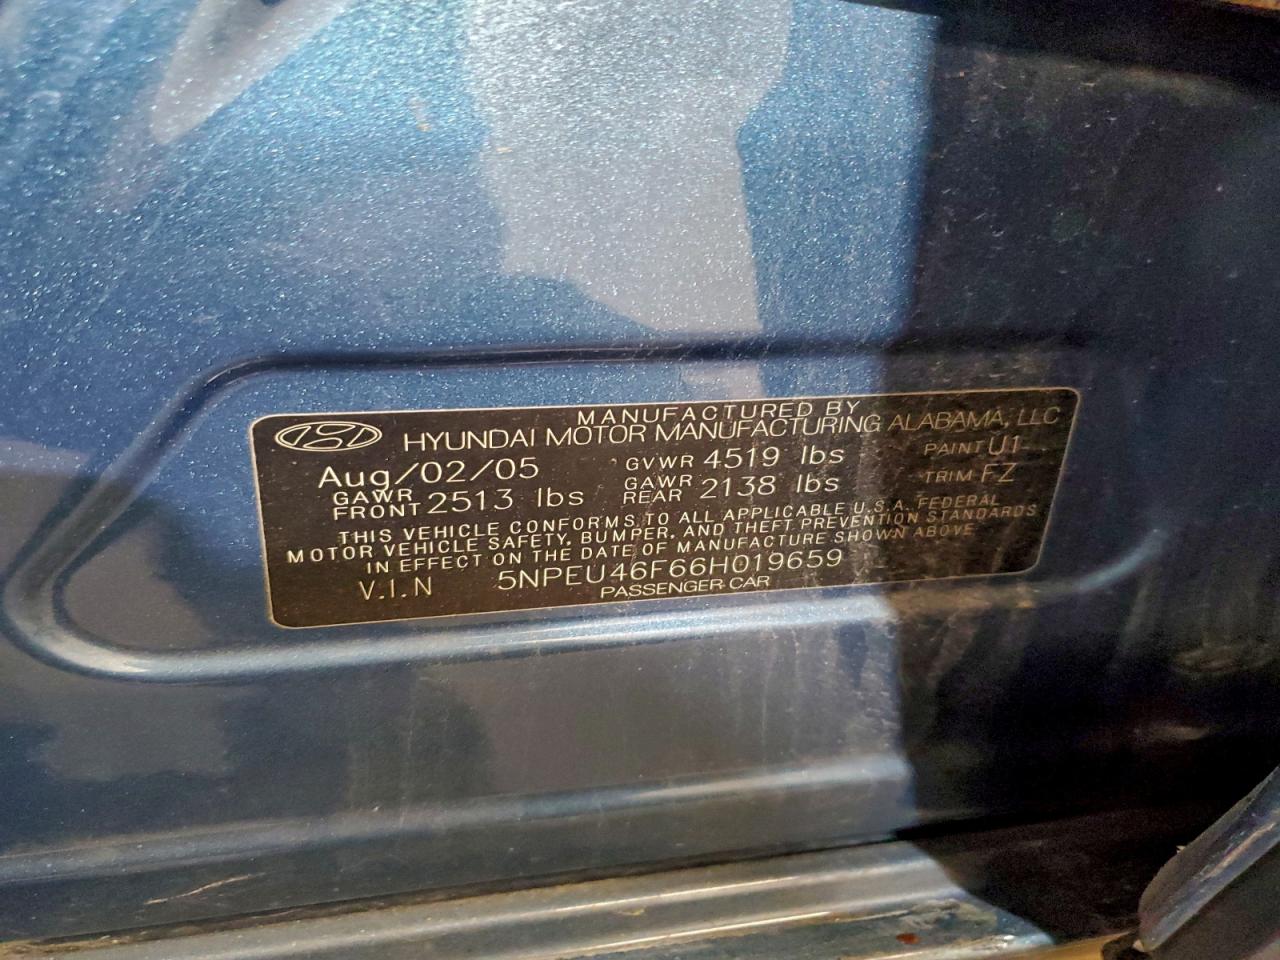 MANUFACTURED BY
HYUNDAI MOTOR MANUFACTURING ALABAMA, LLC
Aug/02/05 GVWR 4519 lbs PAINT U1
GAWR FRONT 2513 lbs GAWR REAR 2138 lbs TRIM FZ
THIS VEHICLE CONFORMS TO ALL APPLICABLE U.S.A. FEDERAL
MOTOR VEHICLE SAFETY, BUMPER, AND THEFT PREVENTION STANDARDS
IN EFFECT ON THE DATE OF MANUFACTURE SHOWN ABOVE
V.I.N 5NPEU46F66H019659
PASSENGER CAR